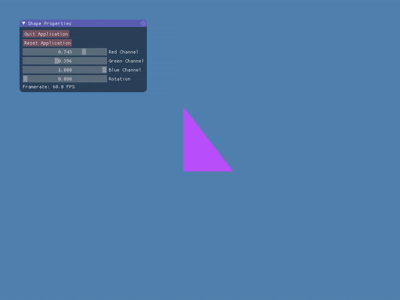 Shape Properties
Quit Application
Reset Application
0.743 Red Channel
0.296 Green Channel
1.000 Blue Channel
0.000 Rotation
Framerate: 60.0 FPS